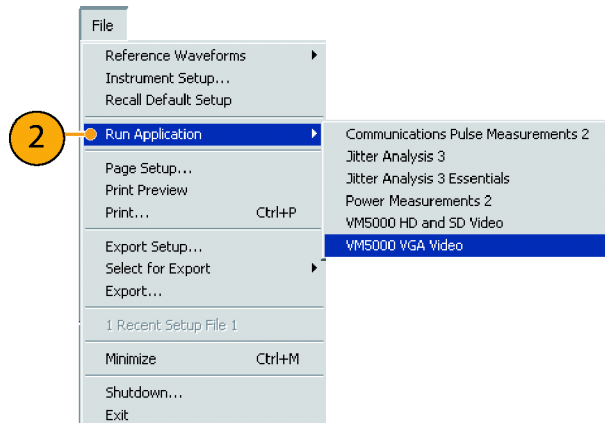 File
Reference Waveforms
Instrument Setup...
Recall Default Setup
2
Run Application
Communications Pulse Measurements 2
Jitter Analysis 3
Jitter Analysis 3 Essentials
Power Measurements 2
VM5000 HD and SD Video
VM5000 VGA Video
Page Setup...
Print Preview
Print... Ctrl+P
Export Setup...
Select for Export
Export...
1 Recent Setup File 1
Minimize Ctrl+M
Shutdown...
Exit